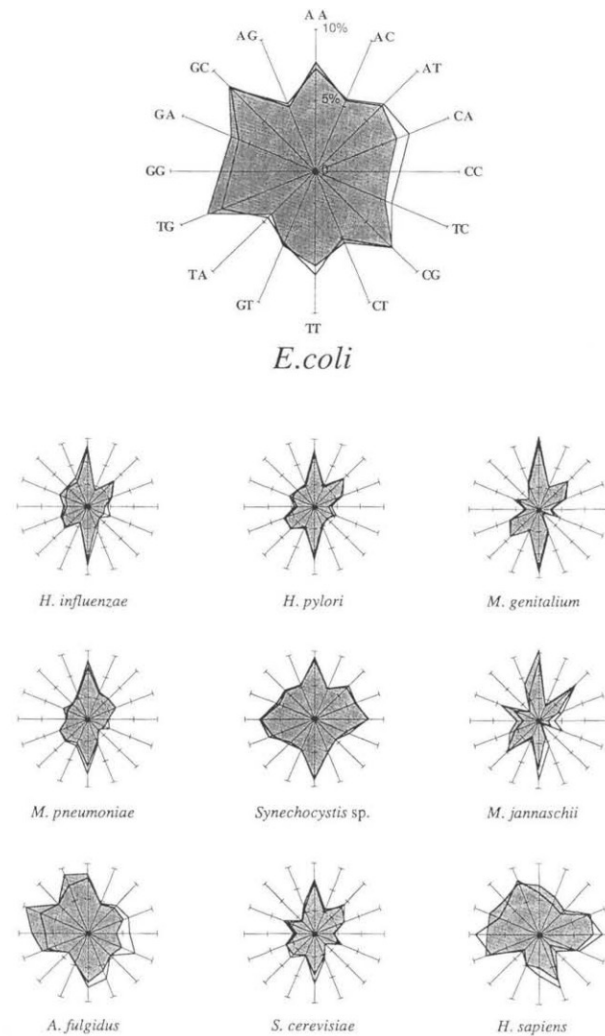 AA
10%
AG
AC
GC
AT
5%
GA
CA
GG
0
CC
TG
TC
TA
CG
GT
CT
TT
E.coli
H. influenzae
H. pylori
M. genitalium
M. pneumoniae
Synechocystis sp.
M. jannaschii
A. fulgidus
S. cerevisiae
H. sapiens